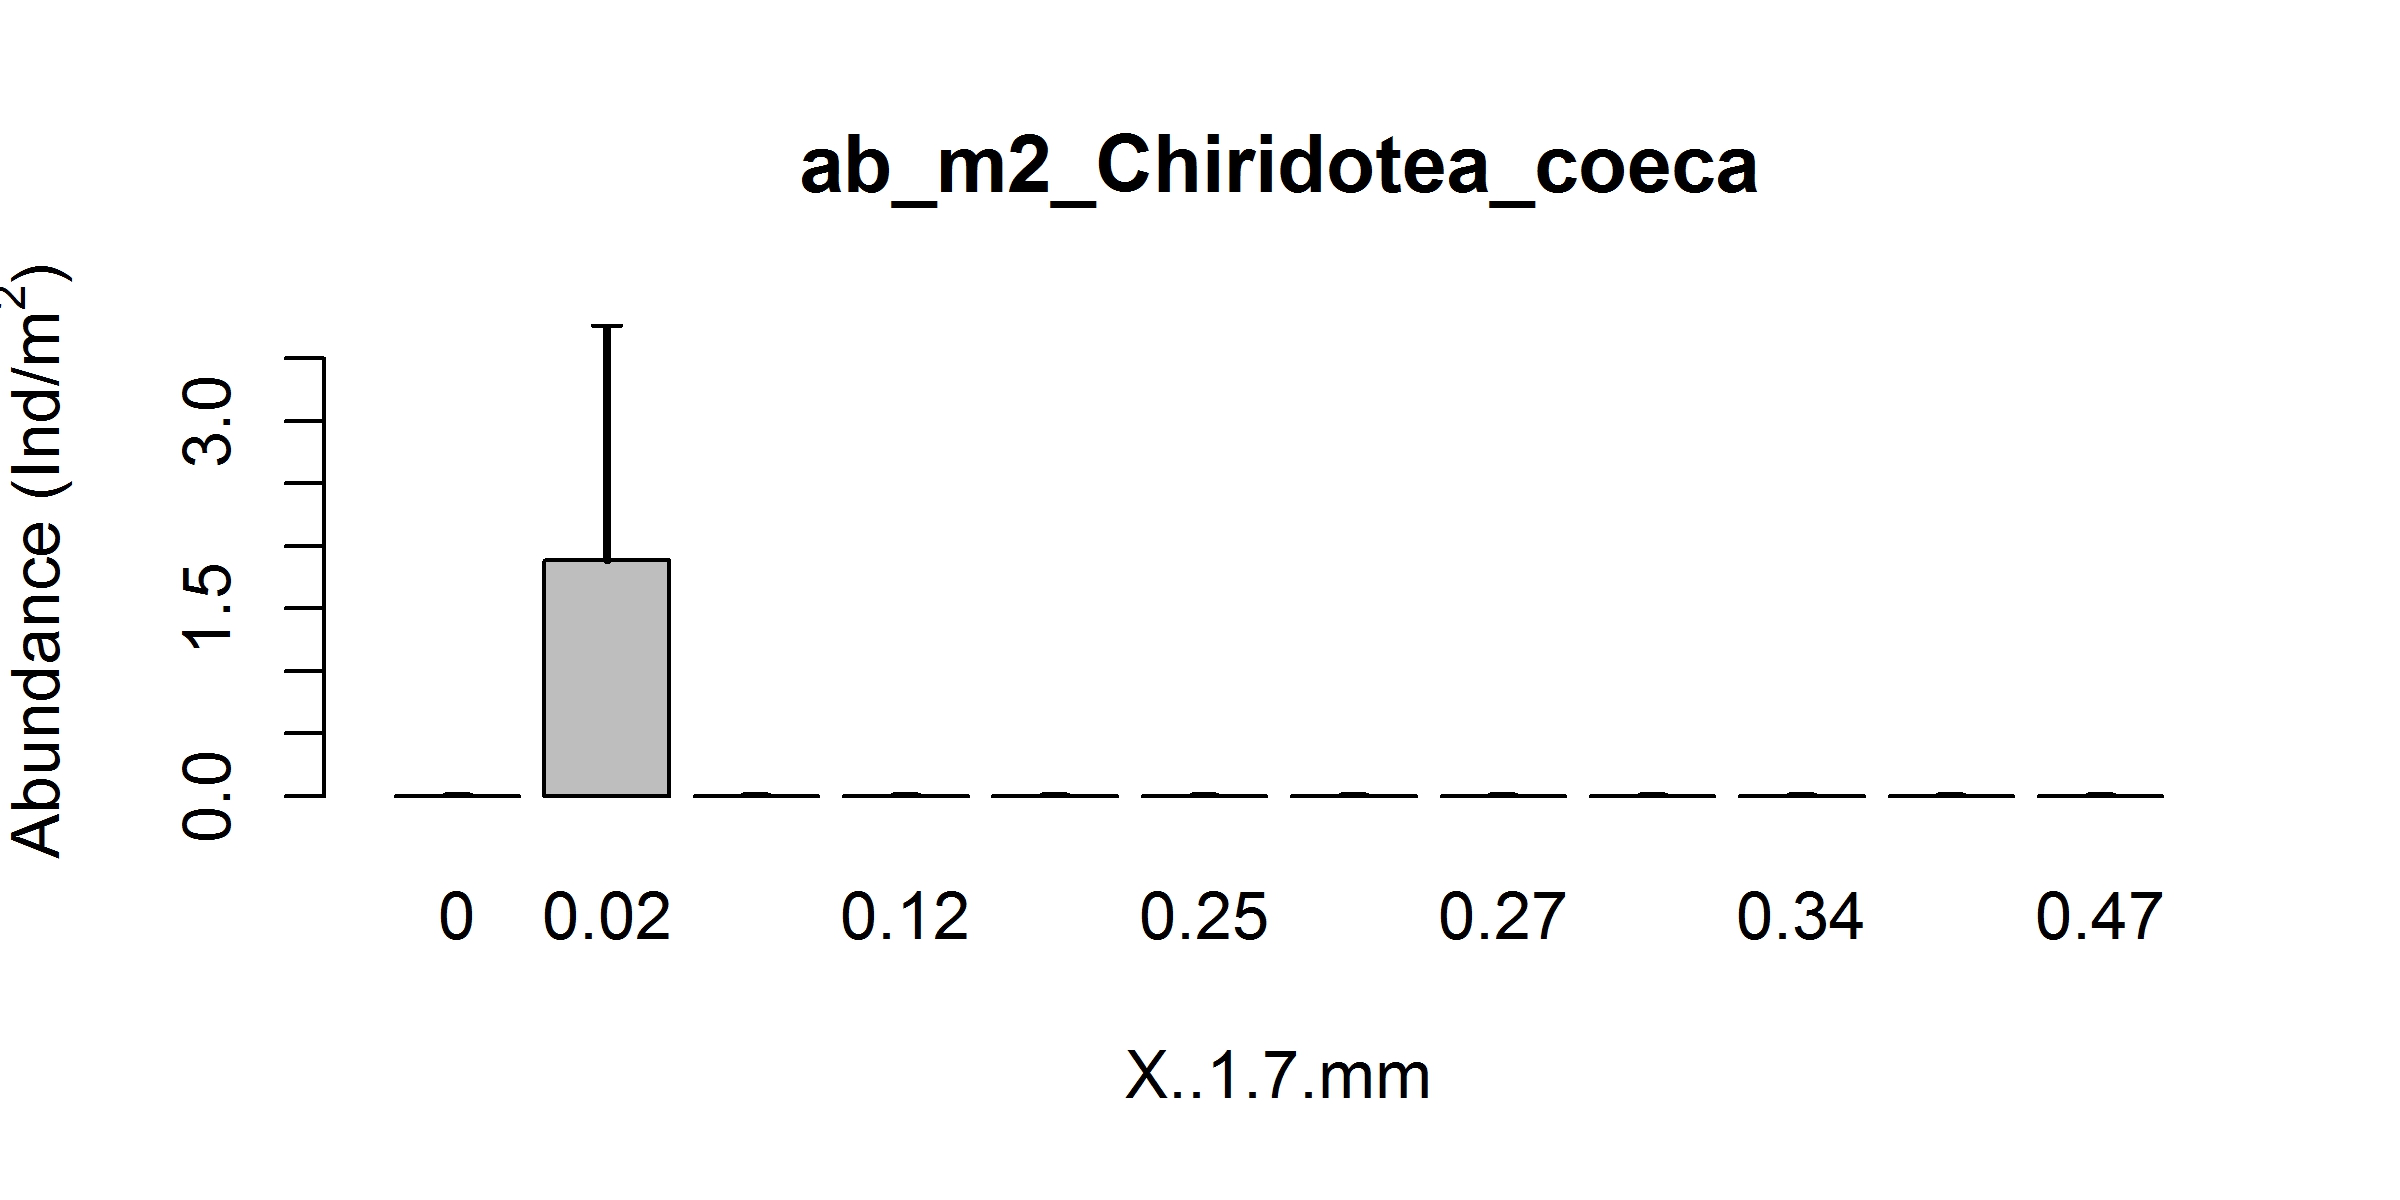 ab_m2_Chiridotea_coeca
Abundance (Ind/m²)
3.0
1.5
0.0
0 0.02 0.12 0.25 0.27 0.34 0.47
X..1.7.mm